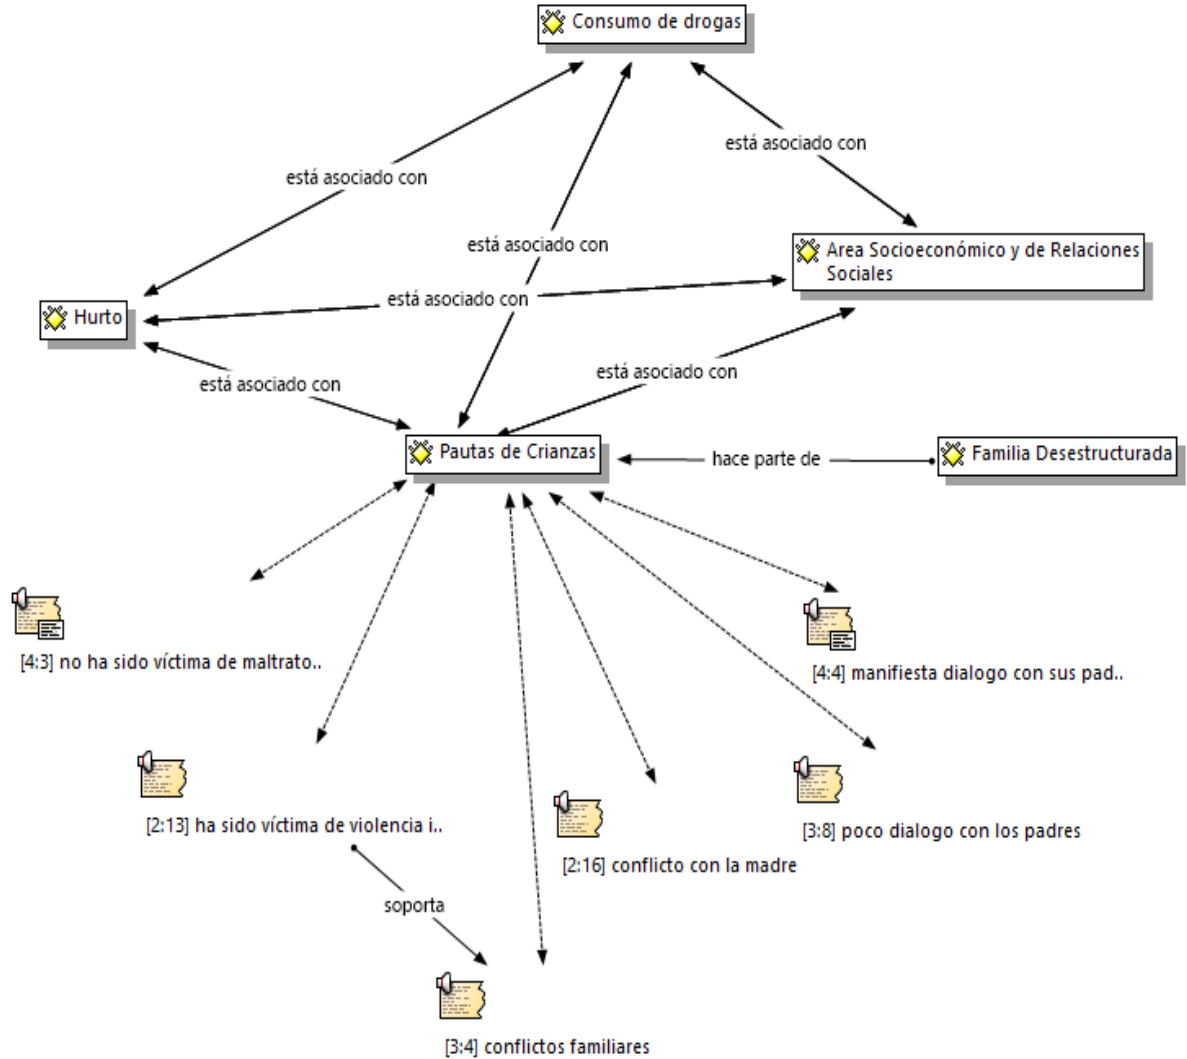 Consumo de drogas
está asociado con
está asociado con
está asociado con
Area Socioeconómico y de Relaciones
Sociales
está asociado con
Hurto
está asociado con
está asociado con
Pautas de Crianzas
hace parte de
Familia Desestructurada
[4:3] no ha sido víctima de maltrato..
[4:4] manifiesta dialogo con sus pad..
[2:13] ha sido víctima de violencia i..
[3:8] poco dialogo con los padres
[2:16] conflicto con la madre
soporta
[3:4] conflictos familiares